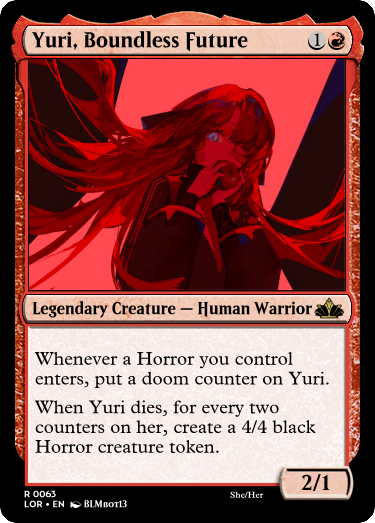 Yuri, Boundless Future 1
Legendary Creature — Human Warrior
Whenever a Horror you control
enters, put a doom counter on Yuri.
When Yuri dies, for every two
counters on her, create a 4/4 black
Horror creature token.
2/1
R 0063
LOR • EN BLMBOT13
She/Her